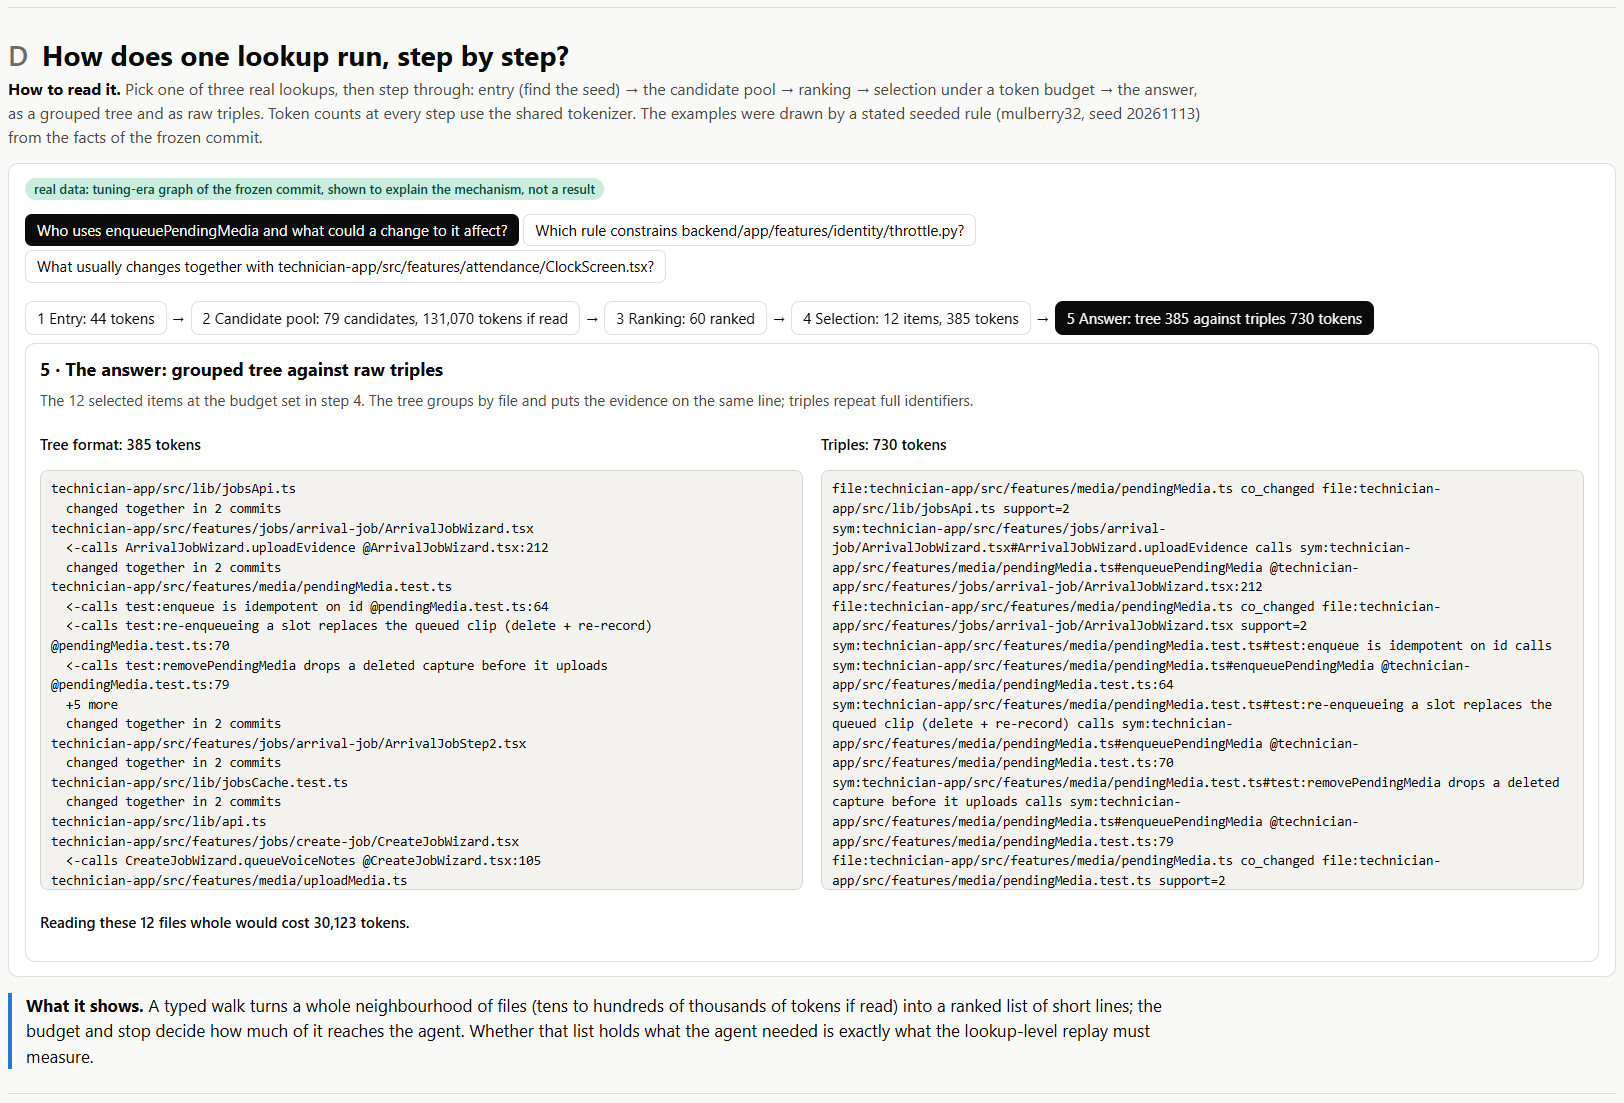 D How does one lookup run, step by step?
How to read it. Pick one of three real lookups, then step through: entry (find the seed) → the candidate pool → ranking → selection under a token budget → the answer,
as a grouped tree and as raw triples. Token counts at every step use the shared tokenizer. The examples were drawn by a stated seeded rule (mulberry32, seed 20261113)
from the facts of the frozen commit.
real data: tuning-era graph of the frozen commit, shown to explain the mechanism, not a result
Who uses enqueuePendingMedia and what could a change to it affect?
Which rule constrains backend/app/features/identity/throttle.py?
What usually changes together with technician-app/src/features/attendance/ClockScreen.tsx?
1 Entry: 44 tokens → 2 Candidate pool: 79 candidates, 131,070 tokens if read → 3 Ranking: 60 ranked → 4 Selection: 12 items, 385 tokens → 5 Answer: tree 385 against triples 730 tokens
5 · The answer: grouped tree against raw triples
The 12 selected items at the budget set in step 4. The tree groups by file and puts the evidence on the same line; triples repeat full identifiers.
Tree format: 385 tokens
technician-app/src/lib/jobsApi.ts
changed together in 2 commits
technician-app/src/features/jobs/arrival-job/ArrivalJobWizard.tsx
<-calls ArrivalJobWizard.uploadEvidence @ArrivalJobWizard.tsx:212
changed together in 2 commits
technician-app/src/features/media/pendingMedia.test.ts
<-calls test:enqueue is idempotent on id @pendingMedia.test.ts:64
<-calls test:re-enqueueing a slot replaces the queued clip (delete + re-record)
@pendingMedia.test.ts:70
<-calls test:removePendingMedia drops a deleted capture before it uploads
@pendingMedia.test.ts:79
+5 more
changed together in 2 commits
technician-app/src/features/jobs/arrival-job/ArrivalJobStep2.tsx
changed together in 2 commits
technician-app/src/lib/jobsCache.test.ts
changed together in 2 commits
technician-app/src/lib/api.ts
technician-app/src/features/jobs/create-job/CreateJobWizard.tsx
<-calls CreateJobWizard.queueVoiceNotes @CreateJobWizard.tsx:105
technician-app/src/features/media/uploadMedia.ts
Triples: 730 tokens
file:technician-app/src/features/media/pendingMedia.ts co_changed file:technician-
app/src/lib/jobsApi.ts support=2
sym:technician-app/src/features/jobs/arrival-
job/ArrivalJobWizard.tsx#ArrivalJobWizard.uploadEvidence calls sym:technician-
app/src/features/media/pendingMedia.ts#enqueuePendingMedia @technician-
app/src/features/jobs/arrival-job/ArrivalJobWizard.tsx:212
file:technician-app/src/features/media/pendingMedia.ts co_changed file:technician-
app/src/features/jobs/arrival-job/ArrivalJobWizard.tsx support=2
sym:technician-app/src/features/media/pendingMedia.test.ts#test:enqueue is idempotent on id calls
sym:technician-app/src/features/media/pendingMedia.ts#enqueuePendingMedia @technician-
app/src/features/media/pendingMedia.test.ts:64
sym:technician-app/src/features/media/pendingMedia.test.ts#test:re-enqueueing a slot replaces the
queued clip (delete + re-record) calls sym:technician-
app/src/features/media/pendingMedia.ts#enqueuePendingMedia @technician-
app/src/features/media/pendingMedia.test.ts:70
sym:technician-app/src/features/media/pendingMedia.test.ts#test:removePendingMedia drops a deleted
capture before it uploads calls sym:technician-
app/src/features/media/pendingMedia.ts#enqueuePendingMedia @technician-
app/src/features/media/pendingMedia.test.ts:79
file:technician-app/src/features/media/pendingMedia.ts co_changed file:technician-
app/src/features/media/pendingMedia.test.ts support=2
Reading these 12 files whole would cost 30,123 tokens.
What it shows. A typed walk turns a whole neighbourhood of files (tens to hundreds of thousands of tokens if read) into a ranked list of short lines; the
budget and stop decide how much of it reaches the agent. Whether that list holds what the agent needed is exactly what the lookup-level replay must
measure.